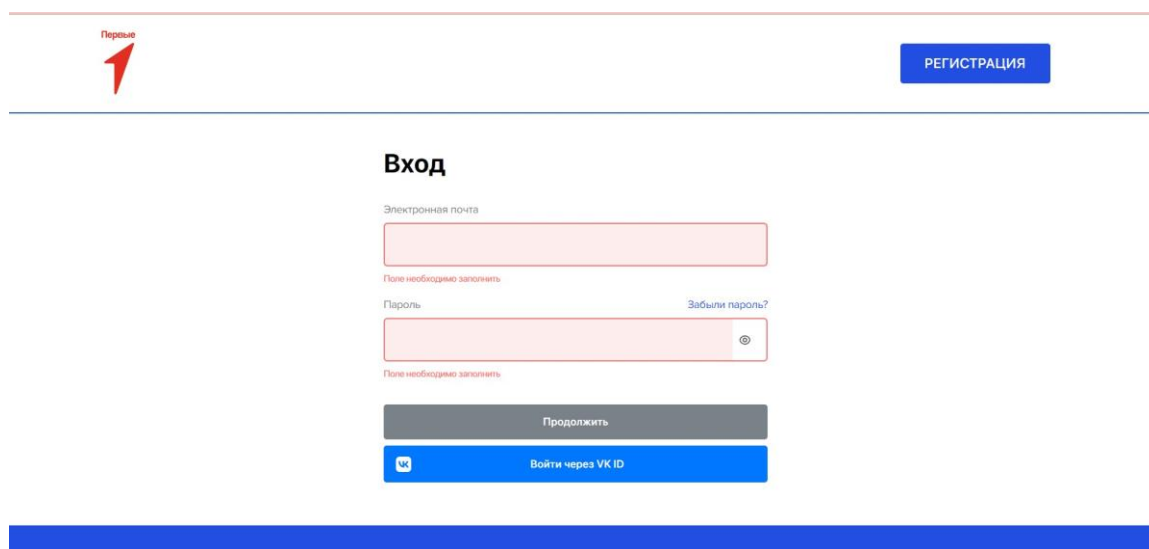 Первые
РЕГИСТРАЦИЯ
Вход
Электронная почта
Поле необходимо заполнить
Пароль
Забыли пароль?
Поле необходимо заполнить
Продолжить
Войти через VK ID